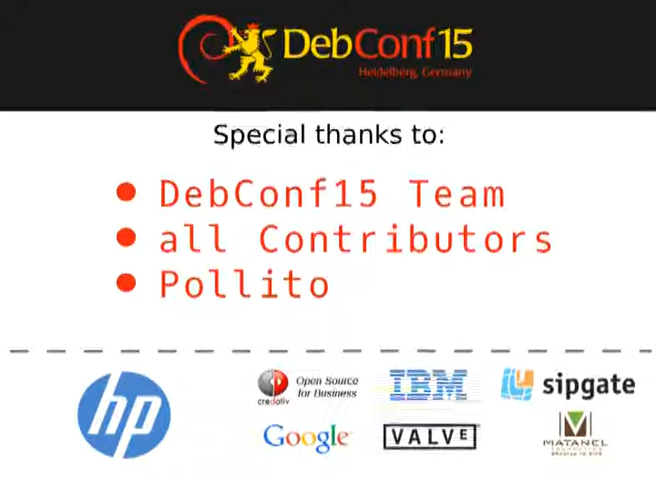 DebConf15
Heidelberg, Germany
Special thanks to:
DebConf15 Team
all Contributors
Pollito
hp
credativ
Open Source
for Business
IBM
sipgate
Google
VALVE
MATANEL